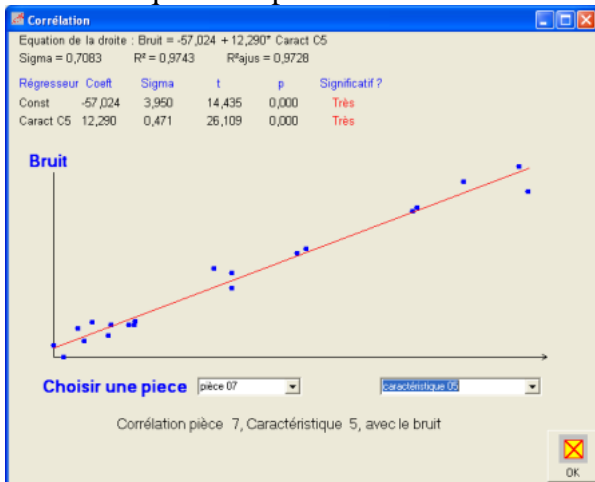 Corrélation
Equation de la droite : Bruit = -57,024 + 12,290* Caract C5
Sigma = 0,7083 R² = 0,9743 R²ajus = 0,9728
Régresseur Coeft Sigma t p Significatif ?
Const -57,024 3,950 14,435 0,000 Très
Caract C5 12,290 0,471 26,109 0,000 Très
Bruit
Choisir une piece pièce 07 caractéristique 05
Corrélation pièce 7, Caractéristique 5, avec le bruit
OK